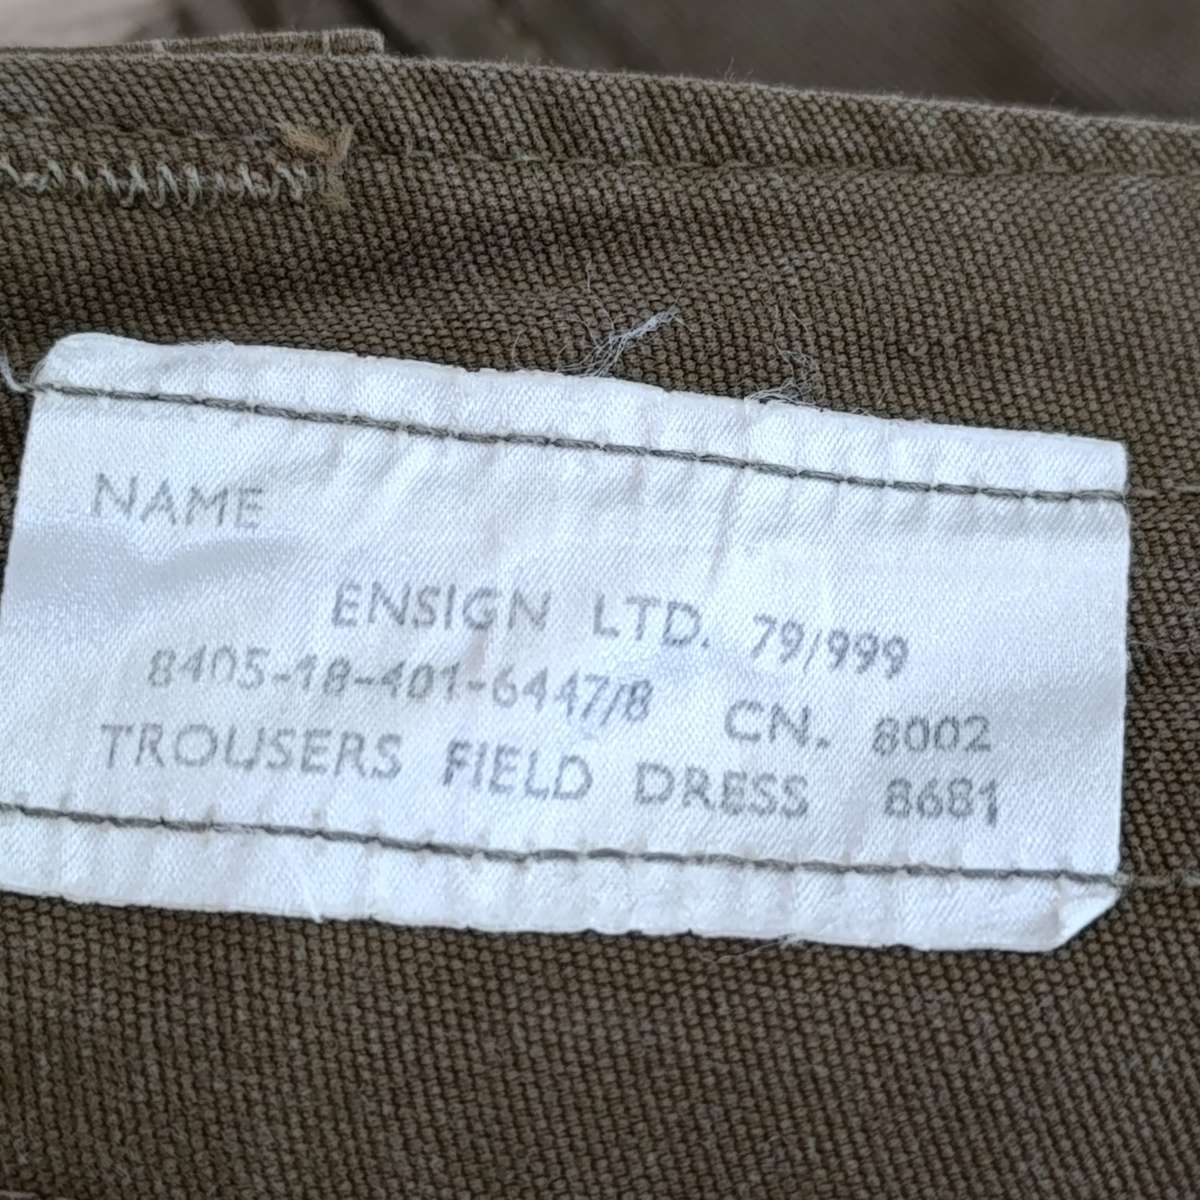 NAME
ENSIGN LTD. 79/999
8405-18-401-6447/8 CN. 8002
TROUSERS FIELD DRESS 8681